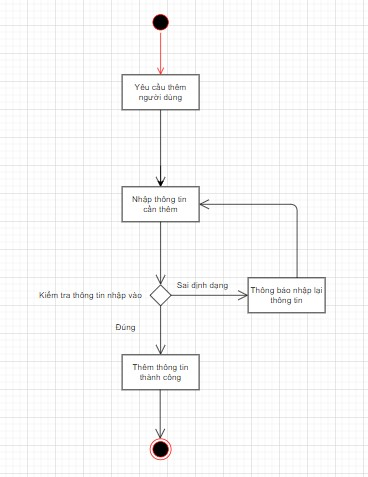 Yêu cầu thêm
người dùng
Nhập thông tin
cần thêm
Kiểm tra thông tin nhập vào
Sai định dạng
Thông báo nhập lại
thông tin
Đúng
Thêm thông tin
thành công